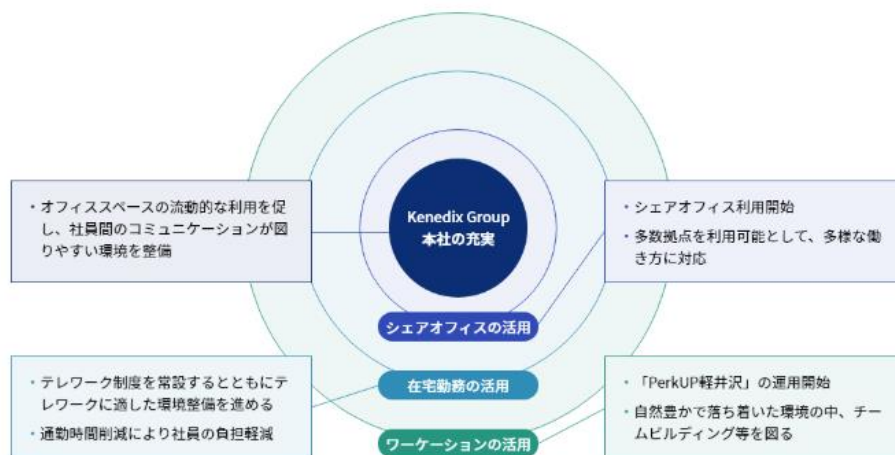 ・オフィススペースの流動的な利用を促
し、社員間のコミュニケーションが図
りやすい環境を整備
Kenedix Group
本社の充実
・シェアオフィス利用開始
・多数拠点を利用可能として、多様な働
き方に対応
シェアオフィスの活用
・テレワーク制度を常設するとともにテ
レワークに適した環境整備を進める
・通勤時間削減により社員の負担軽減
在宅勤務の活用
・「PerkUP軽井沢」の運用開始
・自然豊かで落ち着いた環境の中、チー
ムビルディング等を図る
ワーケーションの活用